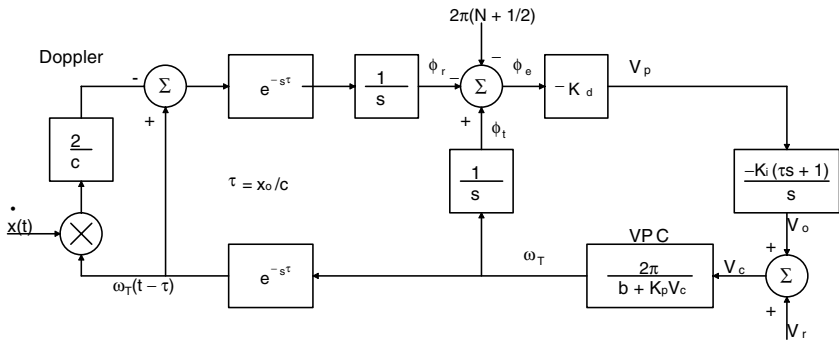 2π(N + 1/2)
Doppler
-
Σ
+
e^{-sτ}
1
s
ϕ_r
-
-
Σ
+
ϕ_e
−K_d
V_p
ϕ_t
2
c
τ = x_o/c
1
s
−K_i (τs + 1)
s
V_o
ẋ(t)
ω_T(t − τ)
e^{-sτ}
ω_T
VPC
2π
b + K_pV_c
V_c
+
Σ
+
V_r